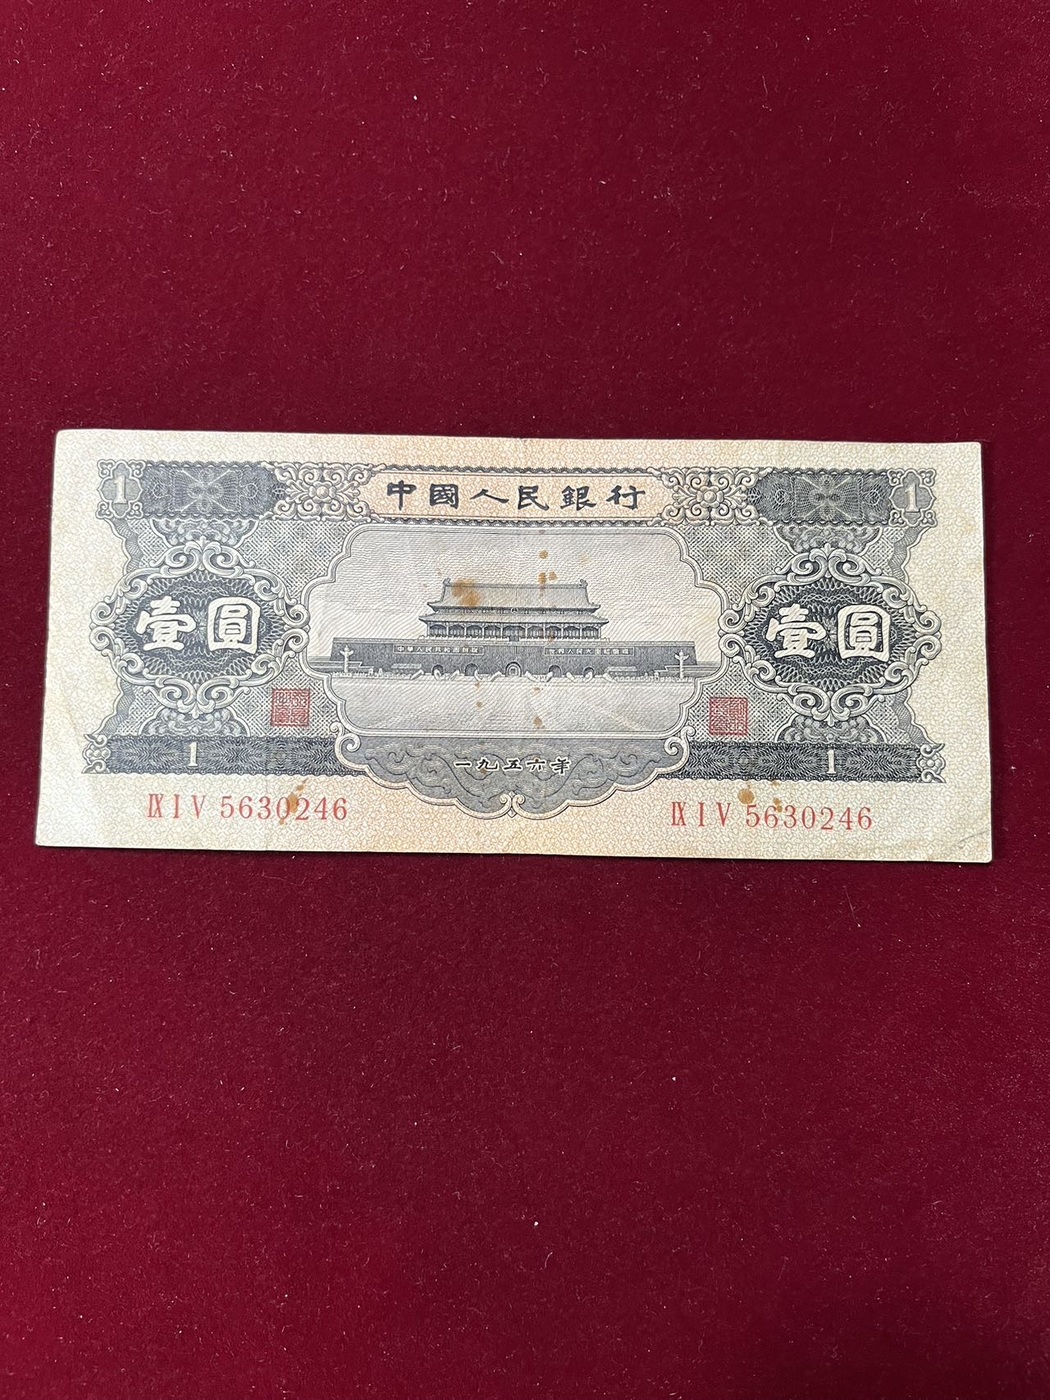 1 中國人民銀行 1
壹圓 壹圓
1 一九五六年 1
Ⅸ I V 5630246 Ⅸ I V 5630246